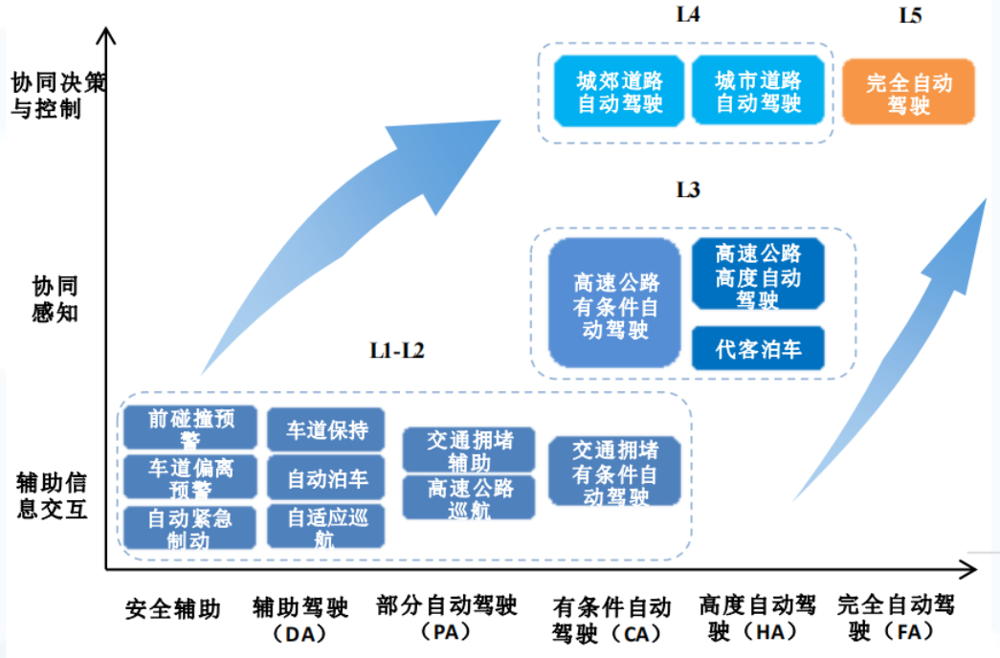 L4
L5
协同决策
与控制
城郊道路
自动驾驶
城市道路
自动驾驶
完全自动
驾驶
L3
协同
感知
高速公路
有条件自
动驾驶
高速公路
高度自动
驾驶
代客泊车
L1-L2
辅助信
息交互
前碰撞预
警
车道偏离
预警
自动紧急
制动
车道保持
自动泊车
自适应巡
航
交通拥堵
辅助
高速公路
巡航
交通拥堵
有条件自
动驾驶
安全辅助
辅助驾驶
（DA）
部分自动驾驶
（PA）
有条件自动
驾驶（CA）
高度自动驾
驶（HA）
完全自动驾
驶（FA）